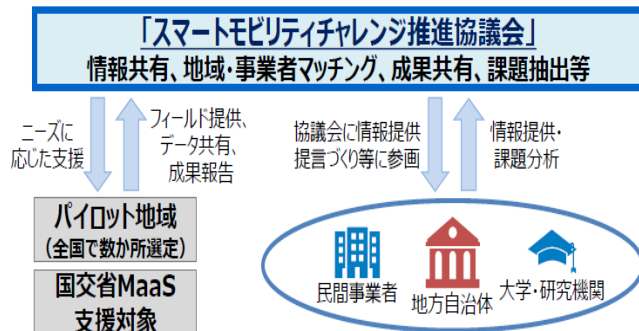 「スマートモビリティチャレンジ推進協議会」
情報共有、地域・事業者マッチング、成果共有、課題抽出等
ニーズに
応じた支援
フィールド提供、
データ共有、
成果報告
協議会に情報提供
提言づくり等に参画
情報提供・
課題分析
パイロット地域
(全国で数か所選定)
国交省MaaS
支援対象
民間事業者
地方自治体
大学・研究機関